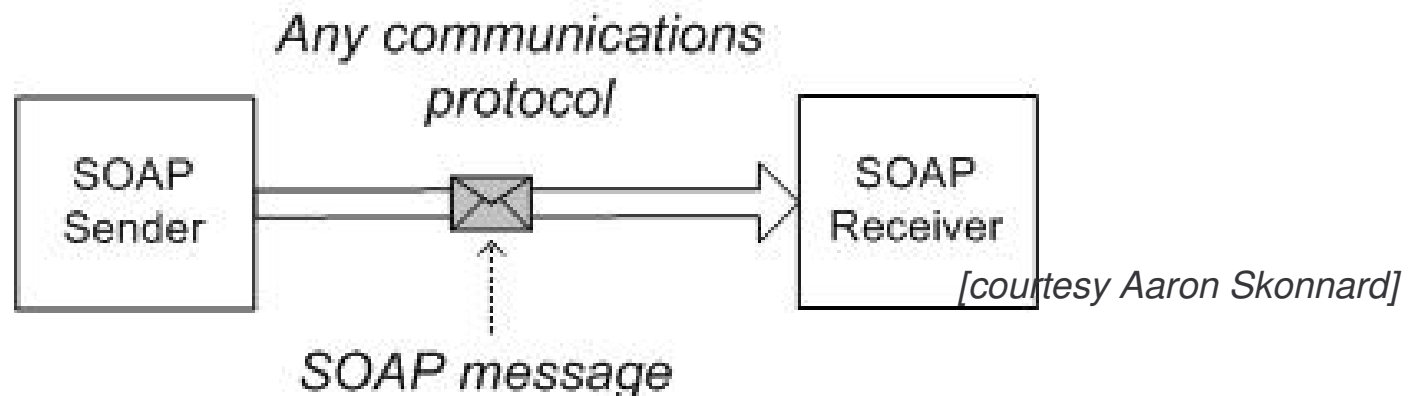 Any communications
protocol
SOAP
Sender
SOAP
Receiver
[courtesy Aaron Skonnard]
SOAP message